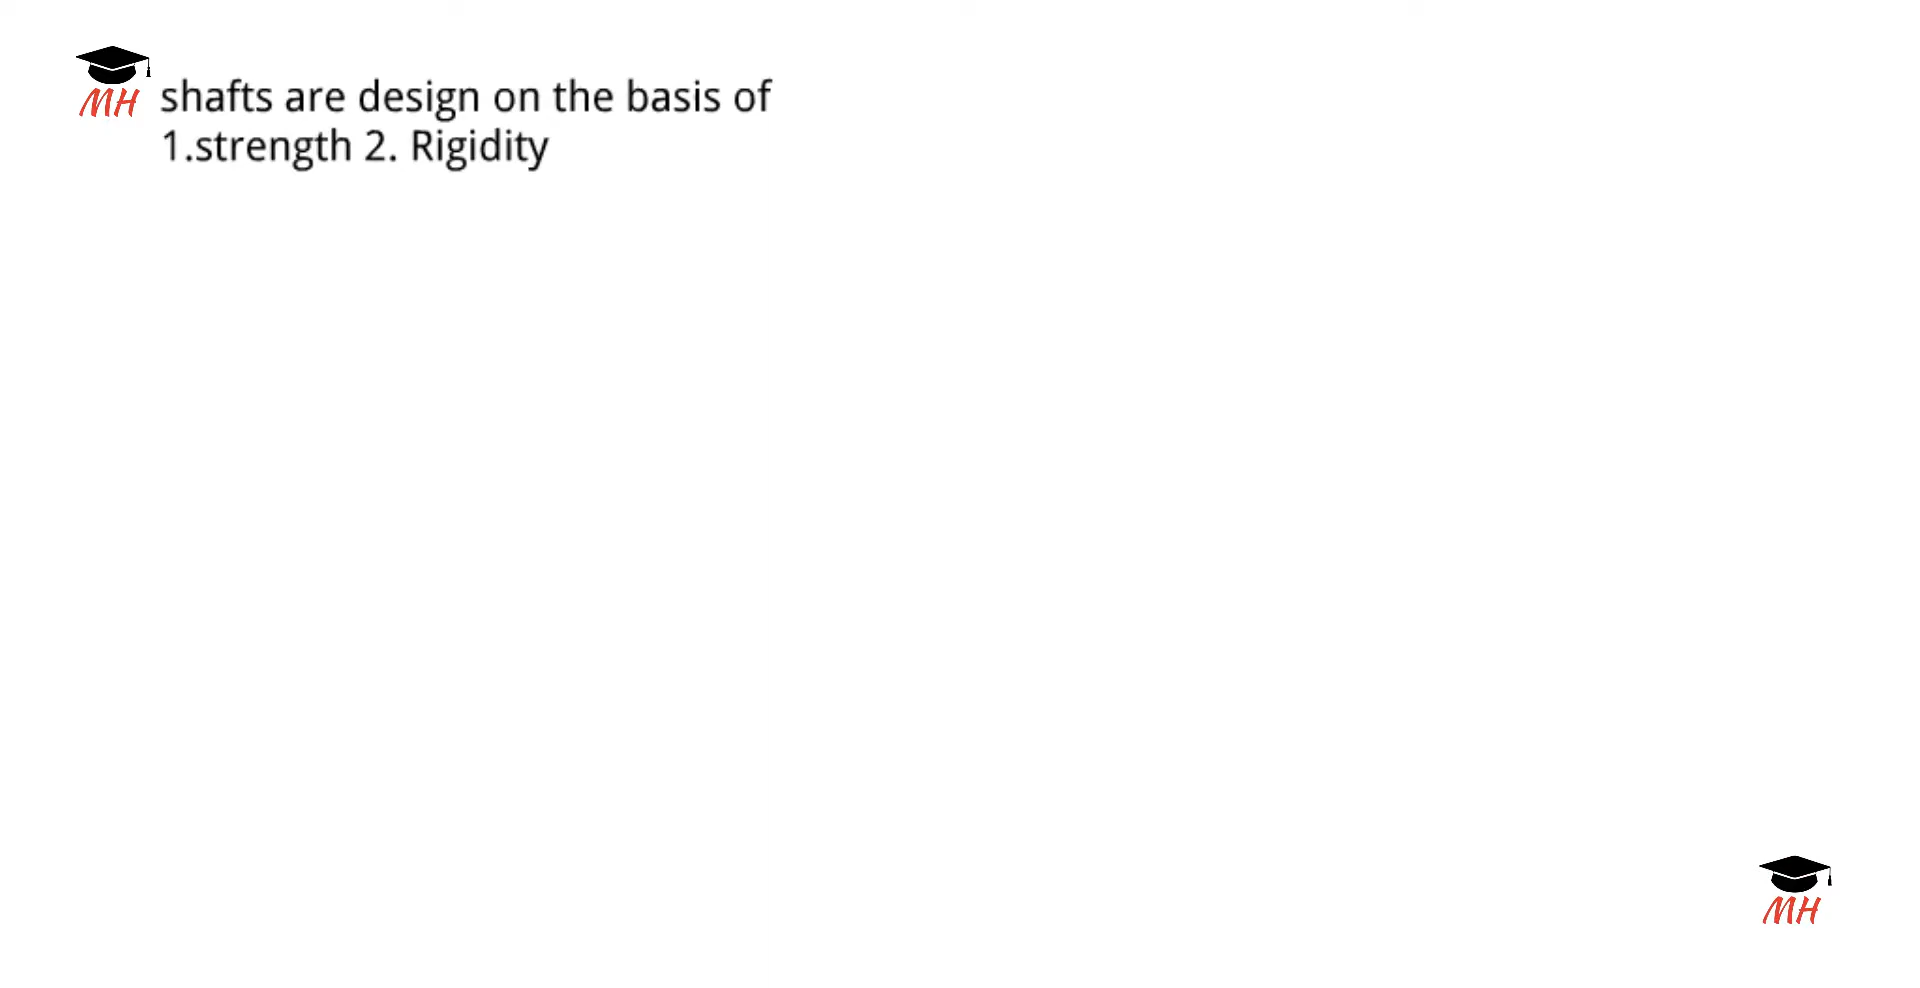 MH
shafts are design on the basis of
1.strength 2. Rigidity
MH